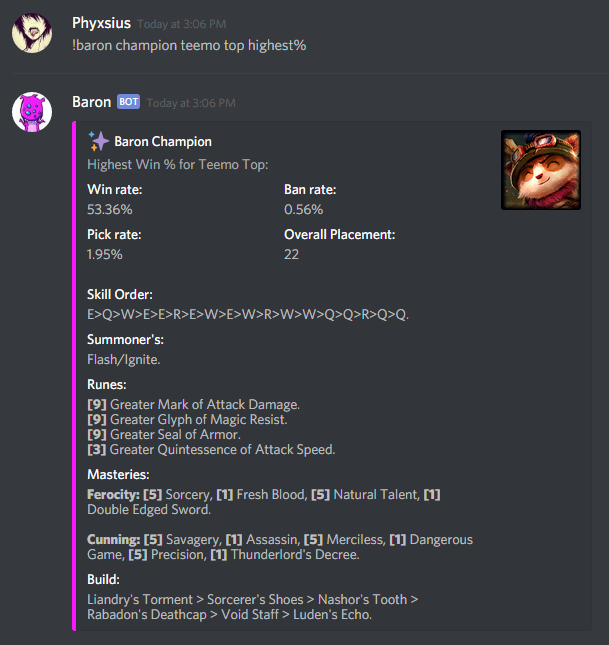 Phyxsius Today at 3:06 PM
!baron champion teemo top highest%
Baron BOT Today at 3:06 PM
Baron Champion
Highest Win % for Teemo Top:
Win rate: Ban rate:
53.36% 0.56%
Pick rate: Overall Placement:
1.95% 22
Skill Order:
E>Q>W>E>E>R>E>W>E>W>R>W>W>Q>Q>R>Q>Q.
Summoner's:
Flash/Ignite.
Runes:
[9] Greater Mark of Attack Damage.
[9] Greater Glyph of Magic Resist.
[9] Greater Seal of Armor.
[3] Greater Quintessence of Attack Speed.
Masteries:
Ferocity: [5] Sorcery, [1] Fresh Blood, [5] Natural Talent, [1]
Double Edged Sword.
Cunning: [5] Savagery, [1] Assassin, [5] Merciless, [1] Dangerous
Game, [5] Precision, [1] Thunderlord's Decree.
Build:
Liandry's Torment > Sorcerer's Shoes > Nashor's Tooth >
Rabadon's Deathcap > Void Staff > Luden's Echo.